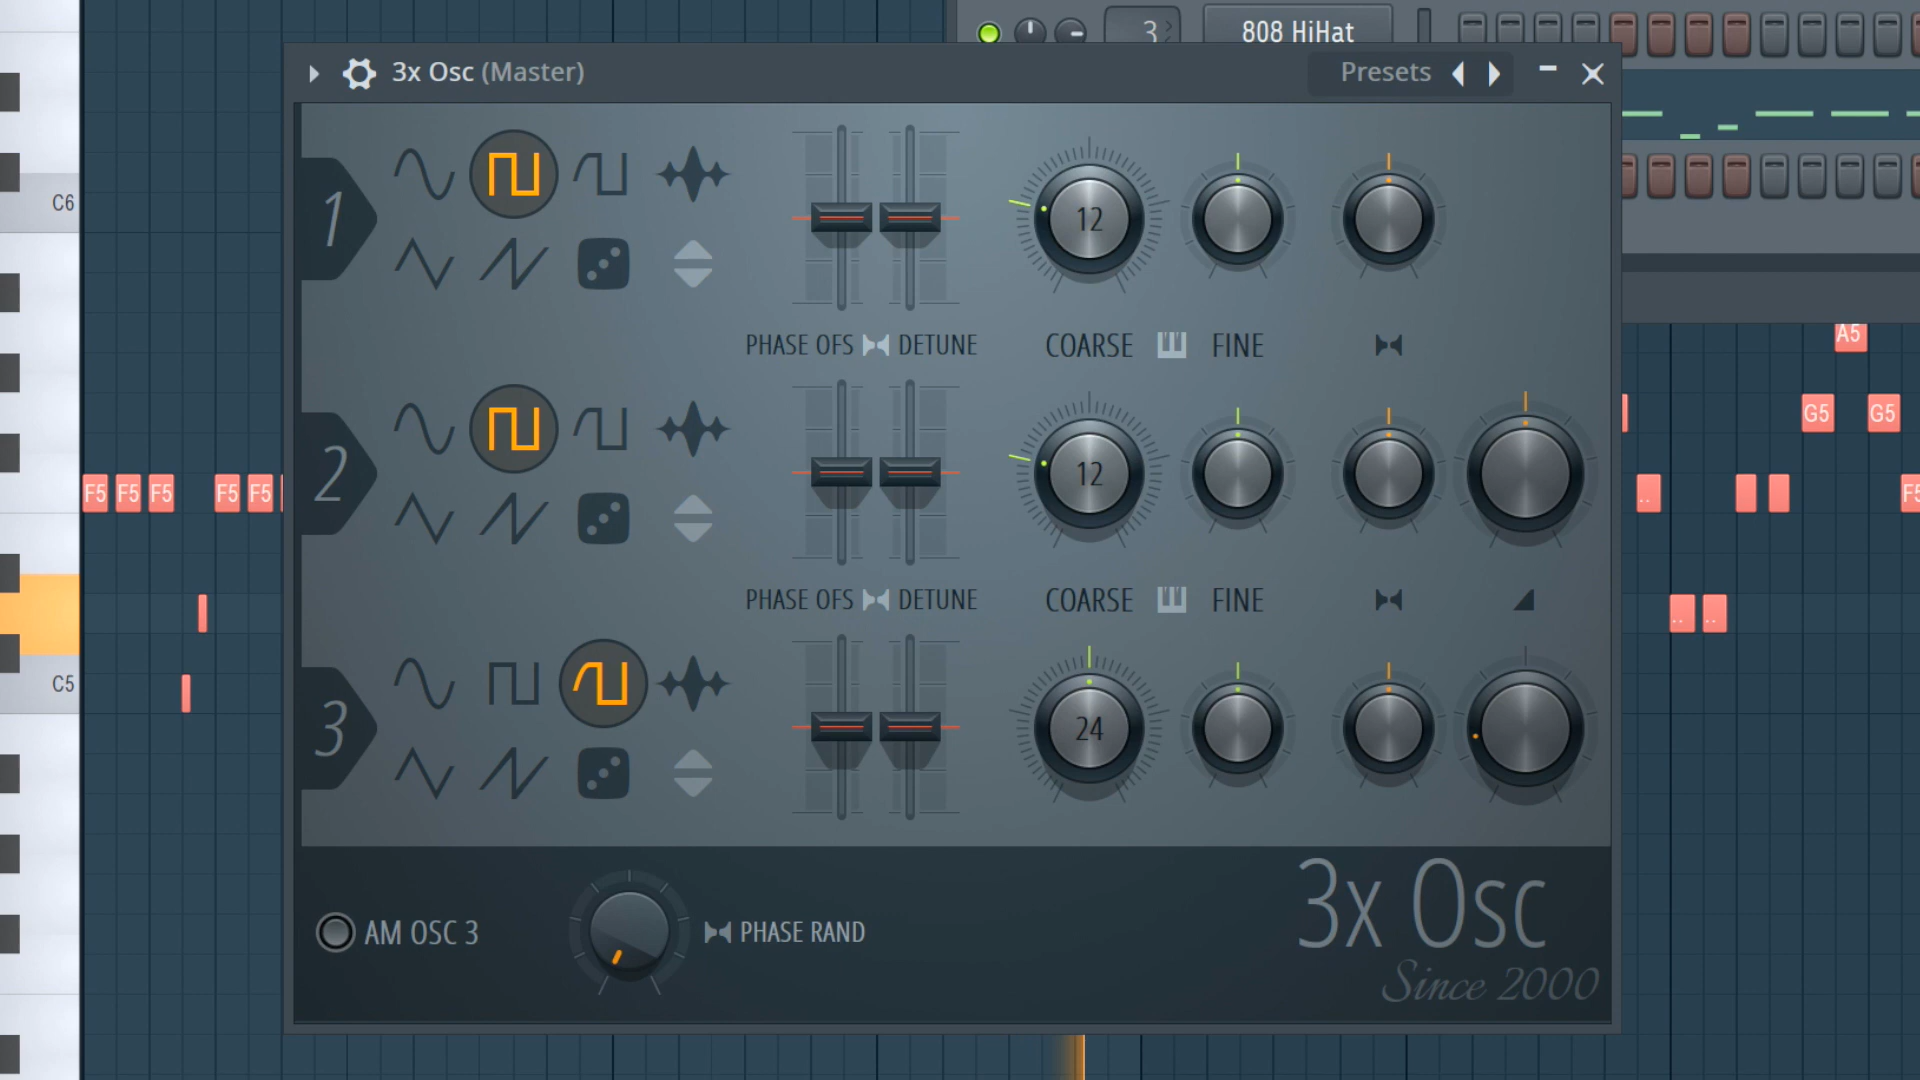 3
808 HiHat
3x Osc (Master)
Presets
1
12
C6
PHASE OFS
DETUNE
COARSE
FINE
A5
G5
G5
2
12
F5
F5
F5
F5
F5
..
F5
PHASE OFS
DETUNE
COARSE
FINE
..
..
C5
3
24
AM OSC 3
PHASE RAND
3x Osc
Since 2000